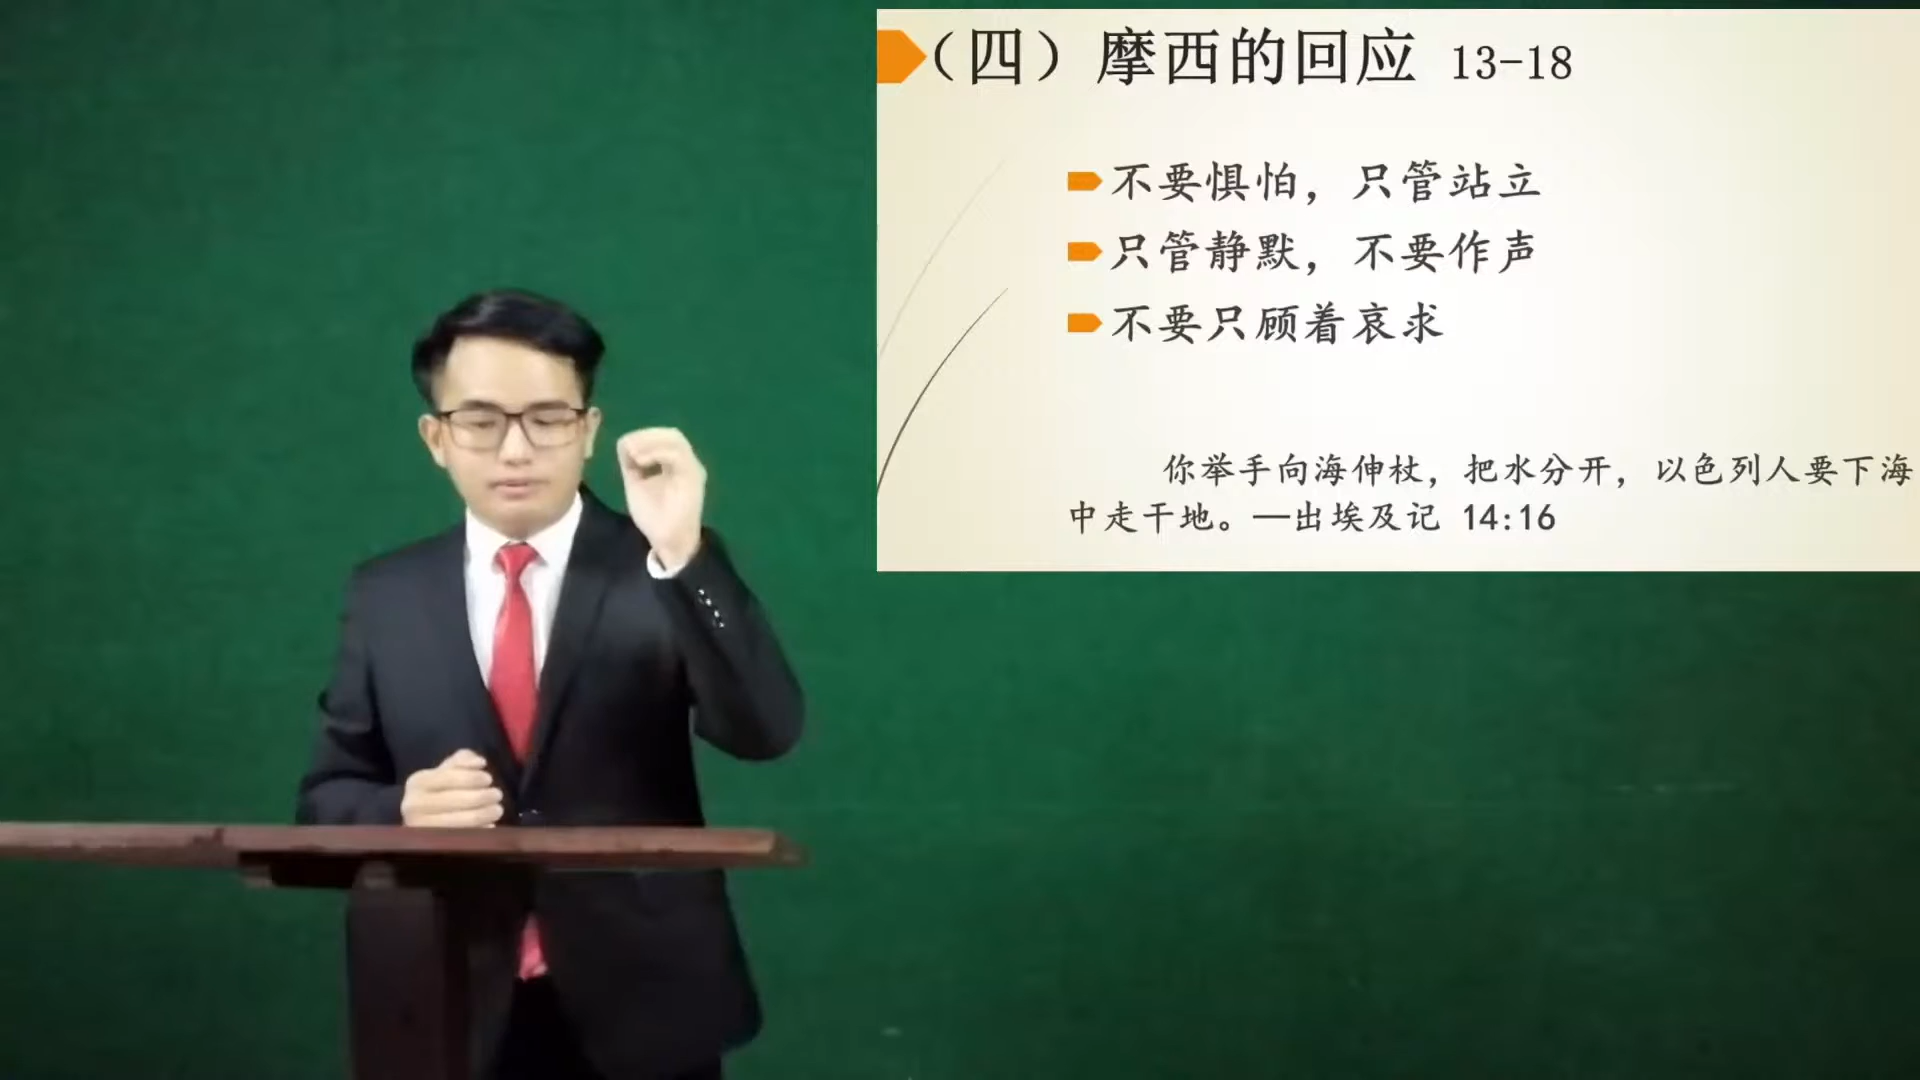 （四）摩西的回应 13-18
不要惧怕，只管站立
只管静默，不要作声
不要只顾着哀求
你举手向海伸杖，把水分开，以色列人要下海
中走干地。—出埃及记 14:16